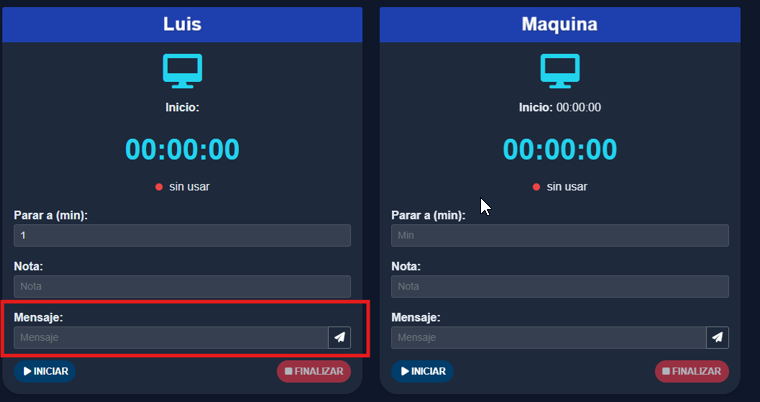 Luis
Inicio:
00:00:00
sin usar
Parar a (min):
1
Nota:
Nota
Mensaje:
Mensaje
INICIAR
FINALIZAR
Maquina
Inicio: 00:00:00
00:00:00
sin usar
Parar a (min):
Min
Nota:
Nota
Mensaje:
Mensaje
INICIAR
FINALIZAR